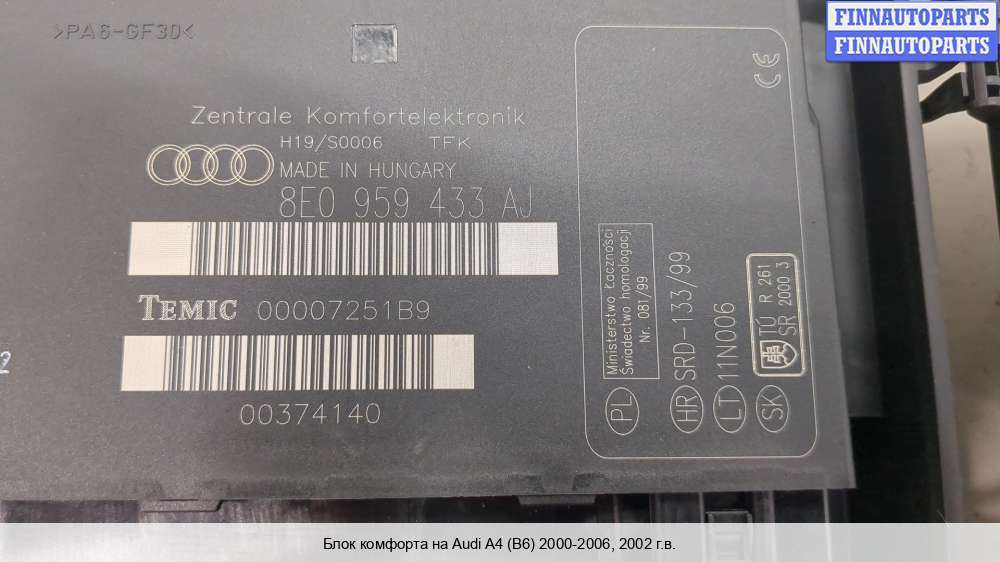 >PA6-GF30<
FINNAUTOPARTS
FINNAUTOPARTS
CE
Zentrale Komfortelektronik
H19/S0006 TFK
MADE IN HUNGARY
8E0 959 433 AJ
TEMIC 00007251B9
00374140
2
Ministerstwo Łączności
Świadectwo homologacji
Nr. 081/99
PL
HR SRD-133/99
LT 11N006
TÚ R 261
SR 2000 3
SK
Блок комфорта на Audi A4 (B6) 2000-2006, 2002 г.в.